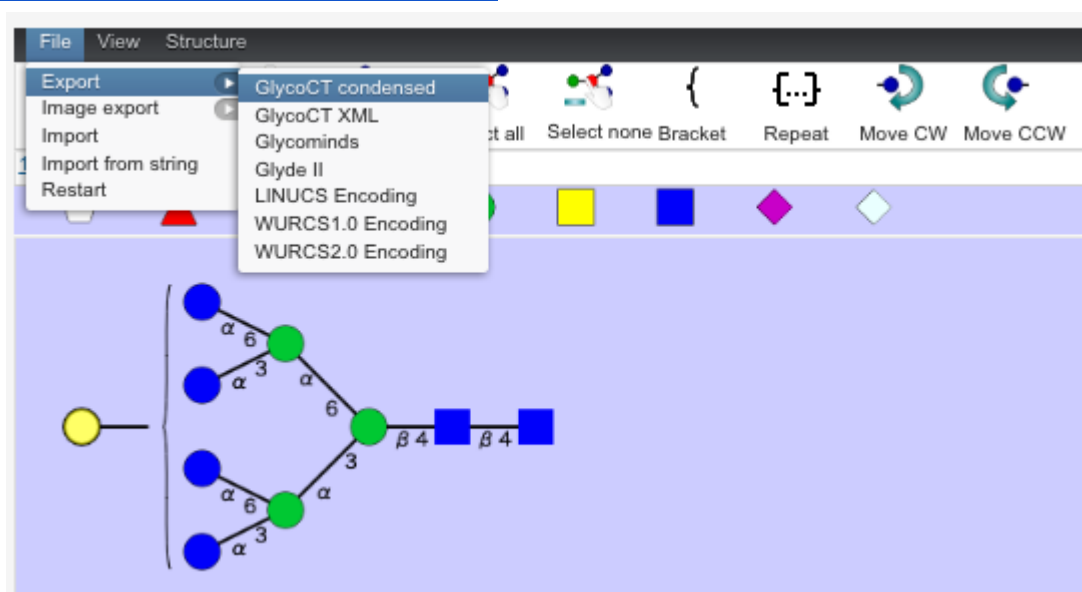 File View Structure
Export
Image export
Import
Import from string
Restart
GlycoCT condensed
GlycoCT XML
Glycominds
Glyde II
LINUCS Encoding
WURCS1.0 Encoding
WURCS2.0 Encoding
ct all Select none Bracket Repeat Move CW Move CCW
{ {...}
1
α 6
α 3
α
6
β 4 β 4
3
α
α 6
α 3